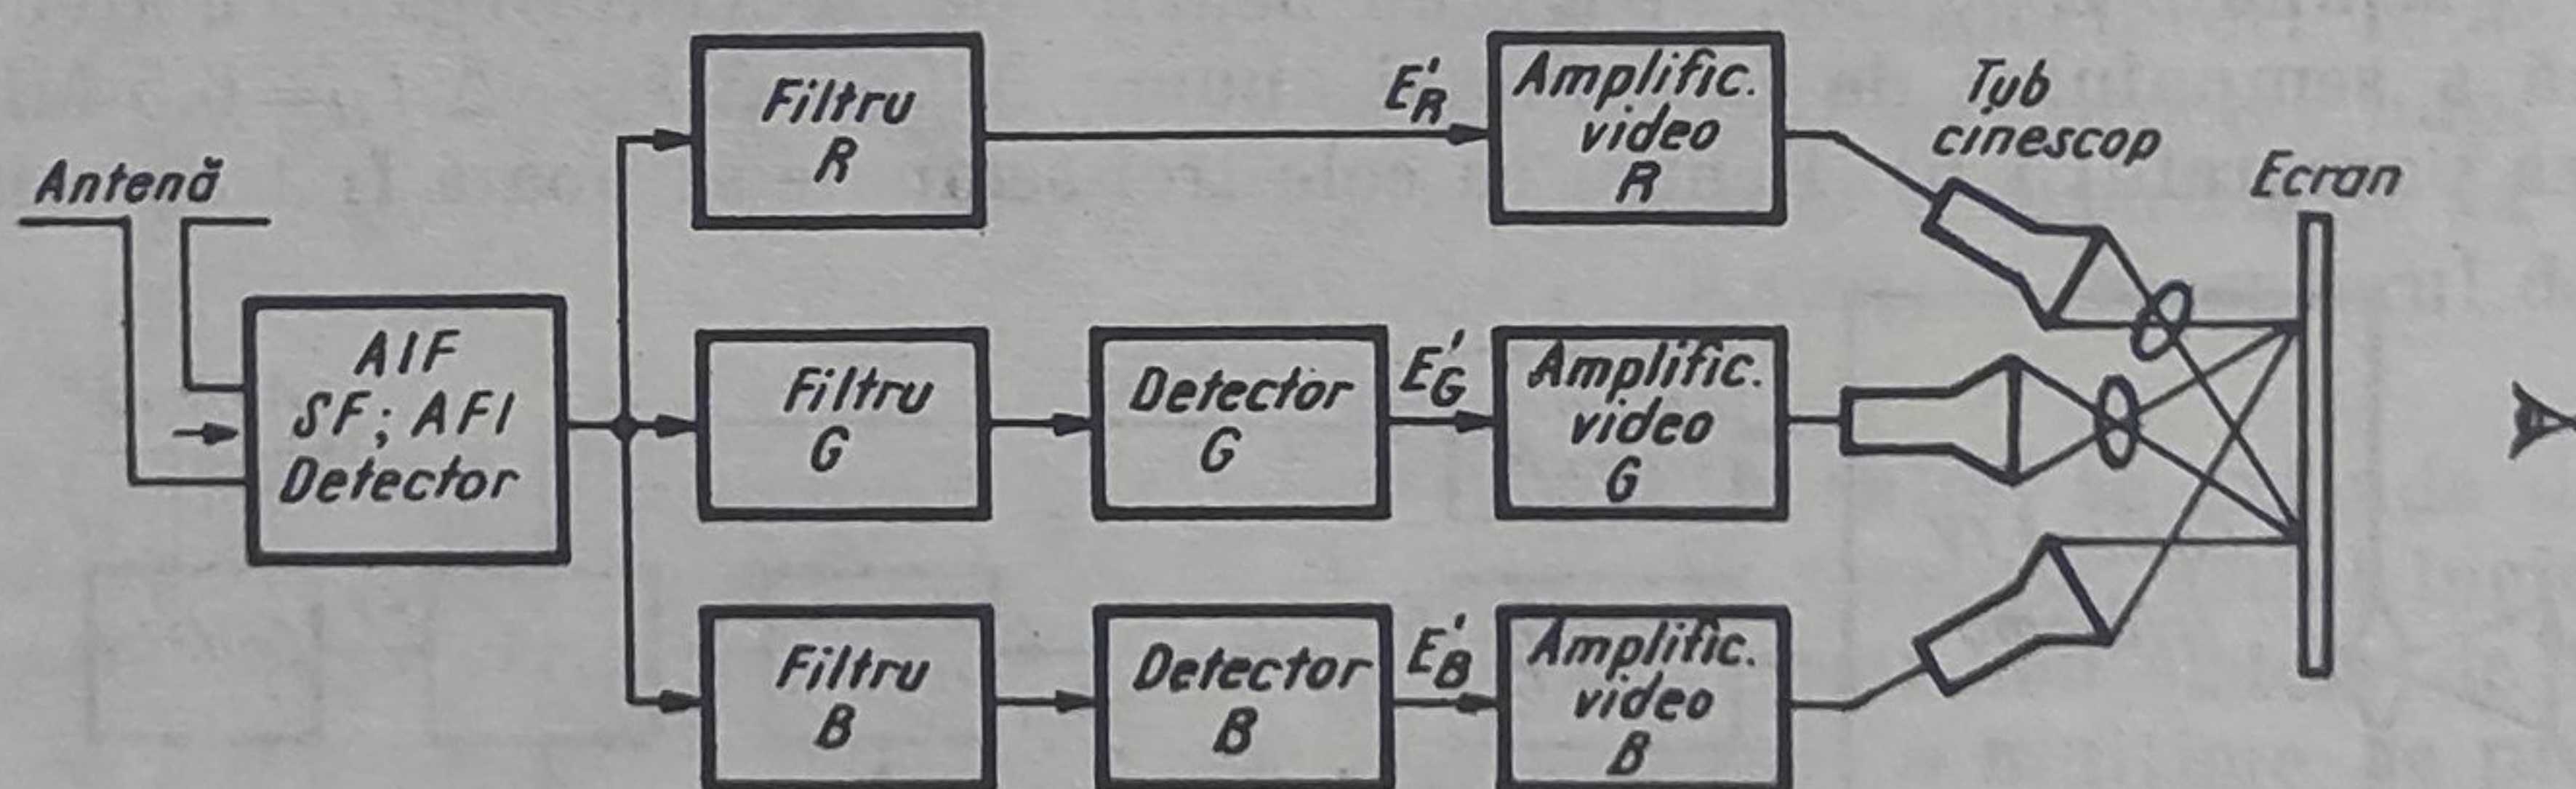 Antenă
AIF
SF; AFI
Detector
Filtru
R
E'R
Amplific.
video
R
Tub
cinescop
Ecran
Filtru
G
Detector
G
E'G
Amplific.
video
G
Filtru
B
Detector
B
E'B
Amplific.
video
B